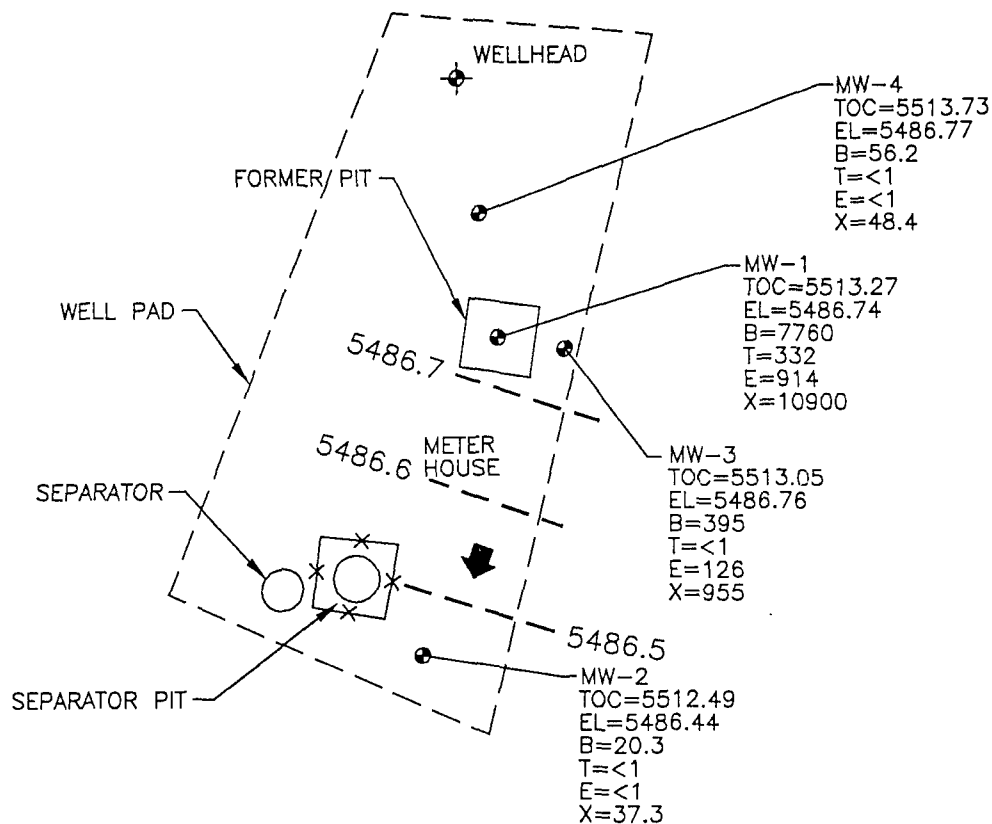 WELLHEAD
MW-4
TOC=5513.73
EL=5486.77
B=56.2
T=<1
E=<1
X=48.4
FORMER PIT
MW-1
TOC=5513.27
EL=5486.74
B=7760
T=332
E=914
X=10900
WELL PAD
5486.7
5486.6
METER
HOUSE
MW-3
TOC=5513.05
EL=5486.76
B=395
T=<1
E=126
X=955
SEPARATOR
5486.5
SEPARATOR PIT
MW-2
TOC=5512.49
EL=5486.44
B=20.3
T=<1
E=<1
X=37.3